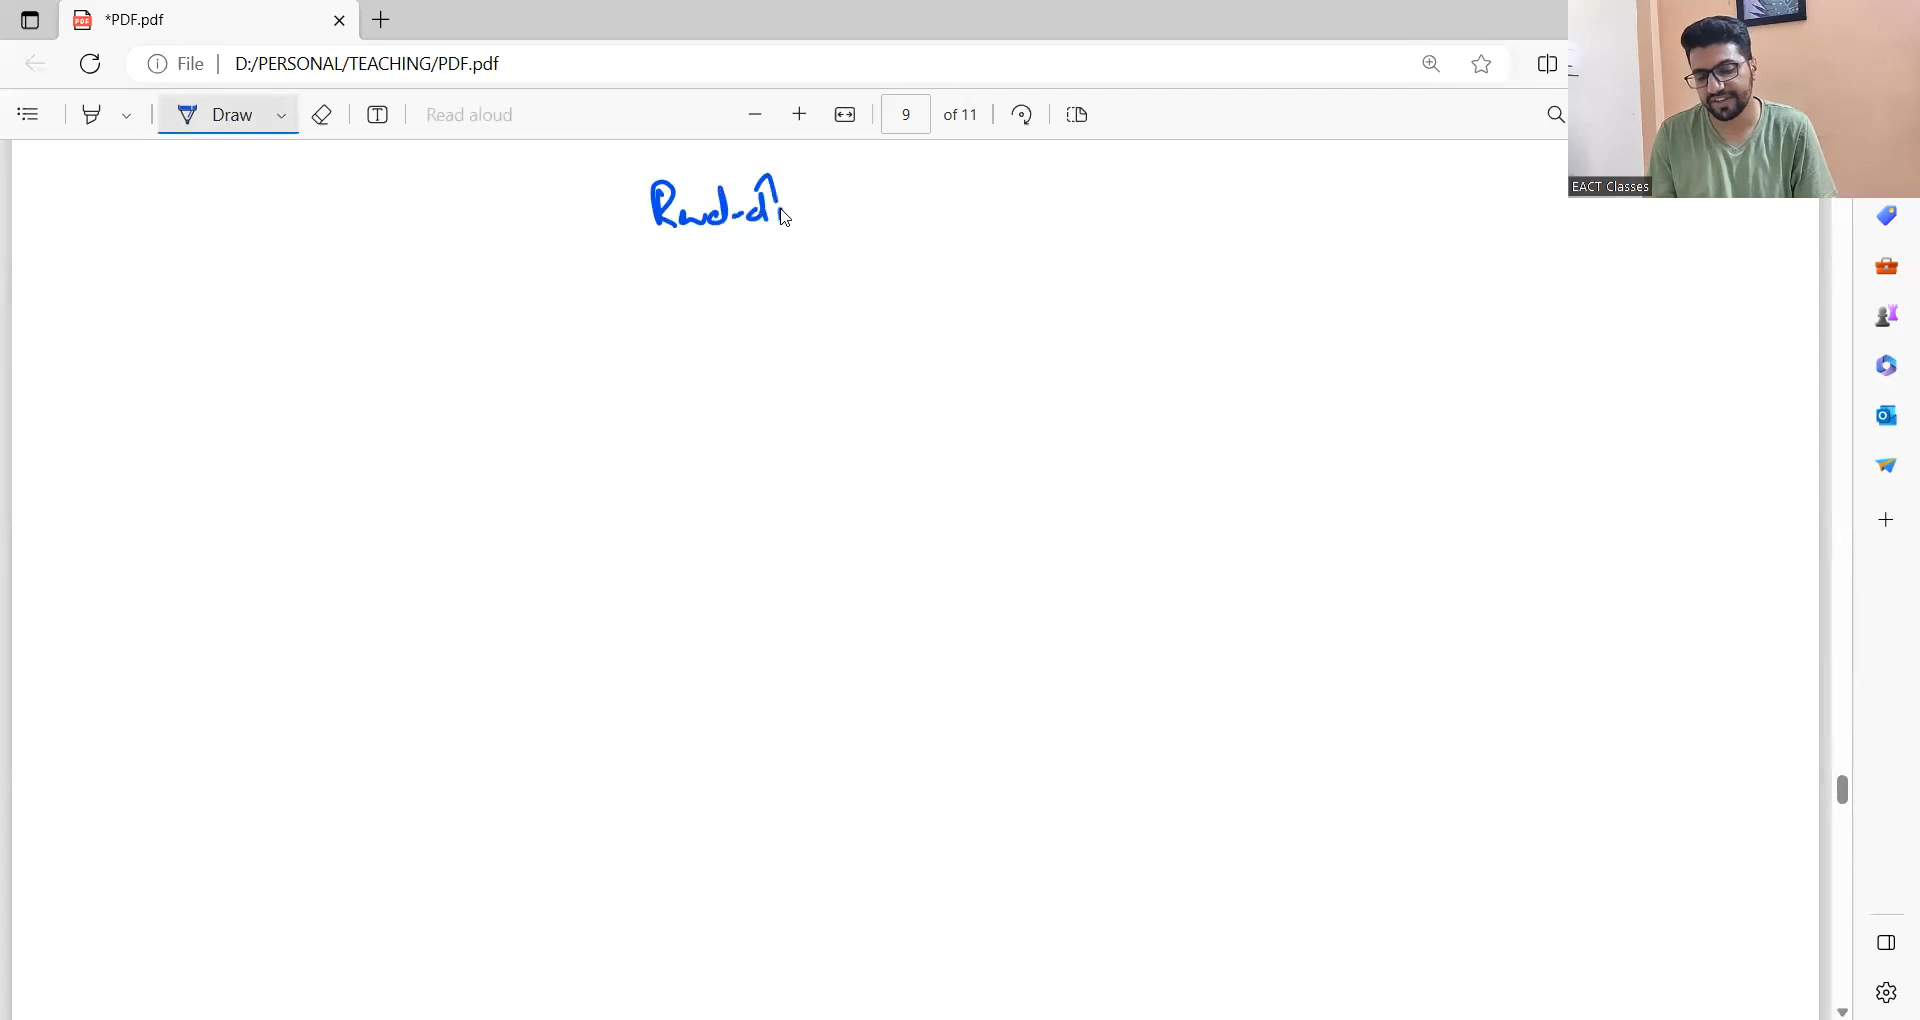 *PDF.pdf
File D:/PERSONAL/TEACHING/PDF.pdf
Draw Read aloud 9 of 11
EACT Classes